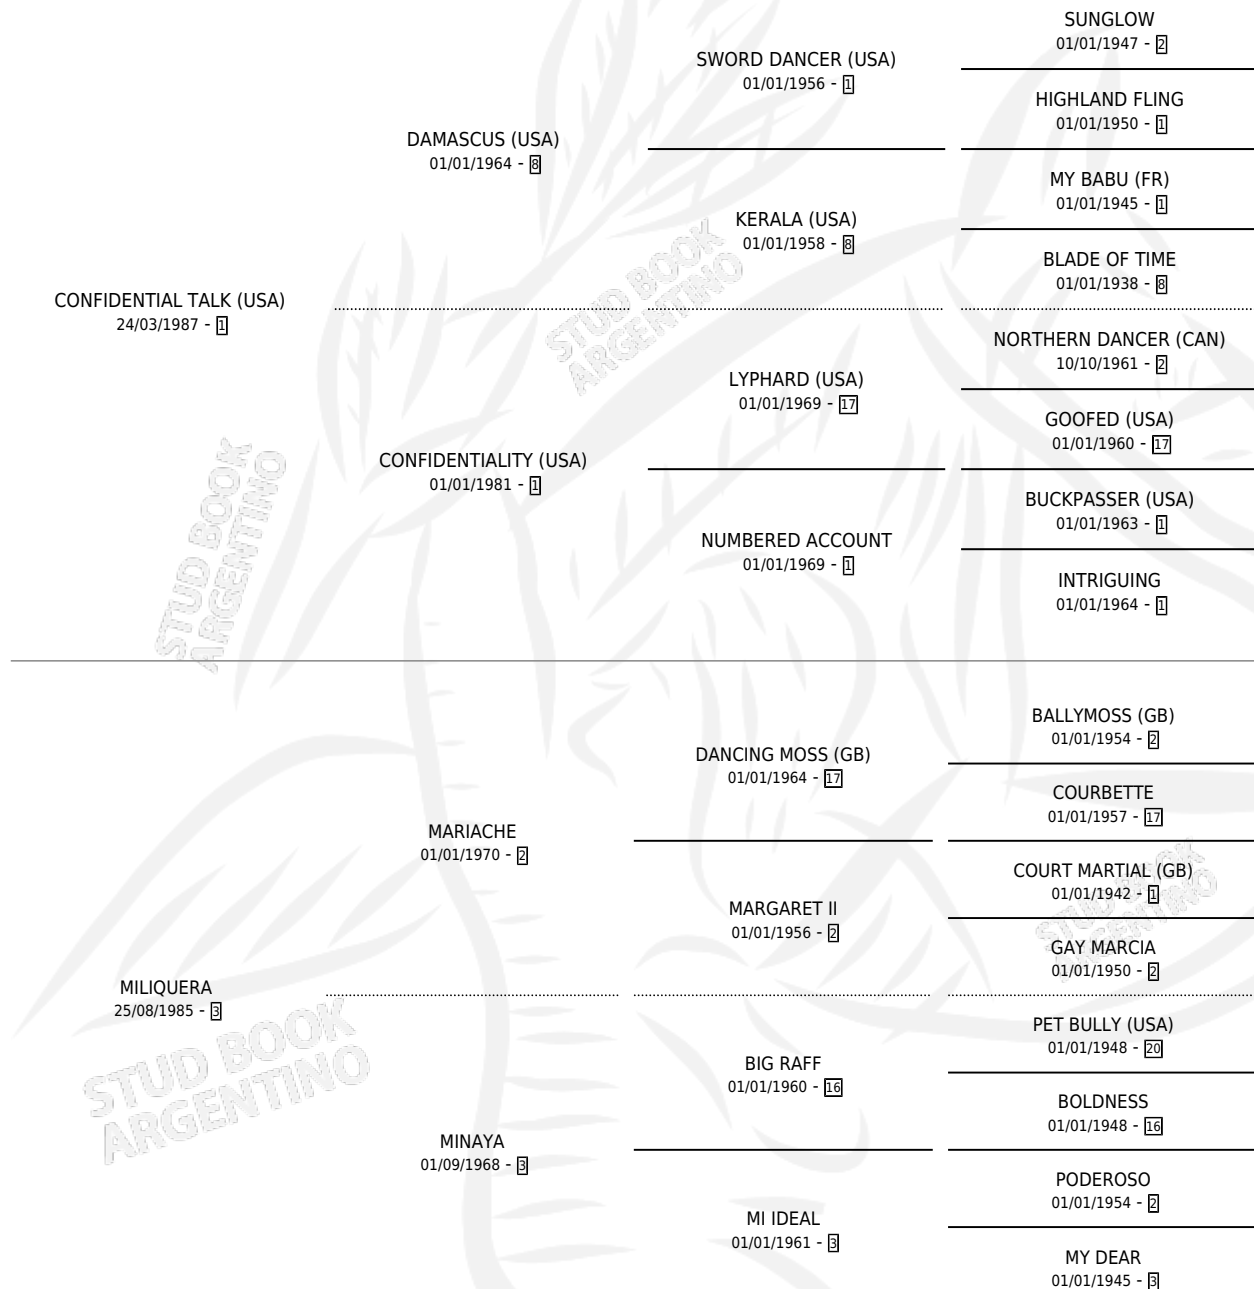 SUNGLOW
01/01/1947 - 2
SWORD DANCER (USA)
01/01/1956 - 1
HIGHLAND FLING
01/01/1950 - 1
DAMASCUS (USA)
01/01/1964 - 8
MY BABU (FR)
01/01/1945 - 1
KERALA (USA)
01/01/1958 - 8
BLADE OF TIME
01/01/1938 - 8
CONFIDENTIAL TALK (USA)
24/03/1987 - 1
NORTHERN DANCER (CAN)
10/10/1961 - 2
LYPHARD (USA)
01/01/1969 - 17
GOOFED (USA)
01/01/1960 - 17
CONFIDENTIALITY (USA)
01/01/1981 - 1
BUCKPASSER (USA)
01/01/1963 - 1
NUMBERED ACCOUNT
01/01/1969 - 1
INTRIGUING
01/01/1964 - 1
BALLYMOSS (GB)
01/01/1954 - 2
DANCING MOSS (GB)
01/01/1964 - 17
COURBETTE
01/01/1957 - 17
MARIACHE
01/01/1970 - 2
COURT MARTIAL (GB)
01/01/1942 - 1
MARGARET II
01/01/1956 - 2
GAY MARCIA
01/01/1950 - 2
MILIQUERA
25/08/1985 - 3
PET BULLY (USA)
01/01/1948 - 20
BIG RAFF
01/01/1960 - 16
BOLDNESS
01/01/1948 - 16
MINAYA
01/09/1968 - 3
PODEROSO
01/01/1954 - 2
MI IDEAL
01/01/1961 - 3
MY DEAR
01/01/1945 - 3
STUD BOOK
ARGENTINO
STUD BOOK
ARGENTINO
STUD BOOK
ARGENTINO
STUD BOOK
ARGENTINO